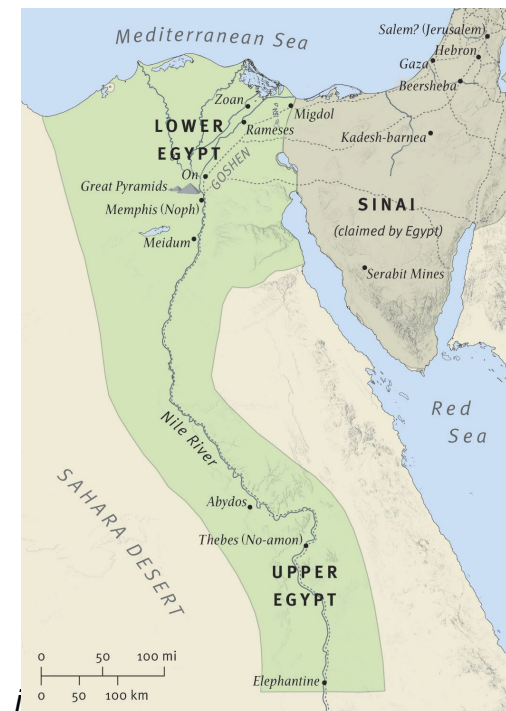 Mediterranean Sea
Salem? (Jerusalem)
Hebron
Gaza
Beersheba
Zoan
Migdol
LOWER
EGYPT
Rameses
Kadesh-barnea
GOSHEN
On
Great Pyramids
Memphis (Noph)
SINAI
(claimed by Egypt)
Meidum
Serabit Mines
Red
Sea
Nile River
SAHARA DESERT
Abydos
Thebes (No-amon)
UPPER
EGYPT
0 50 100 mi
0 50 100 km
Elephantine
i